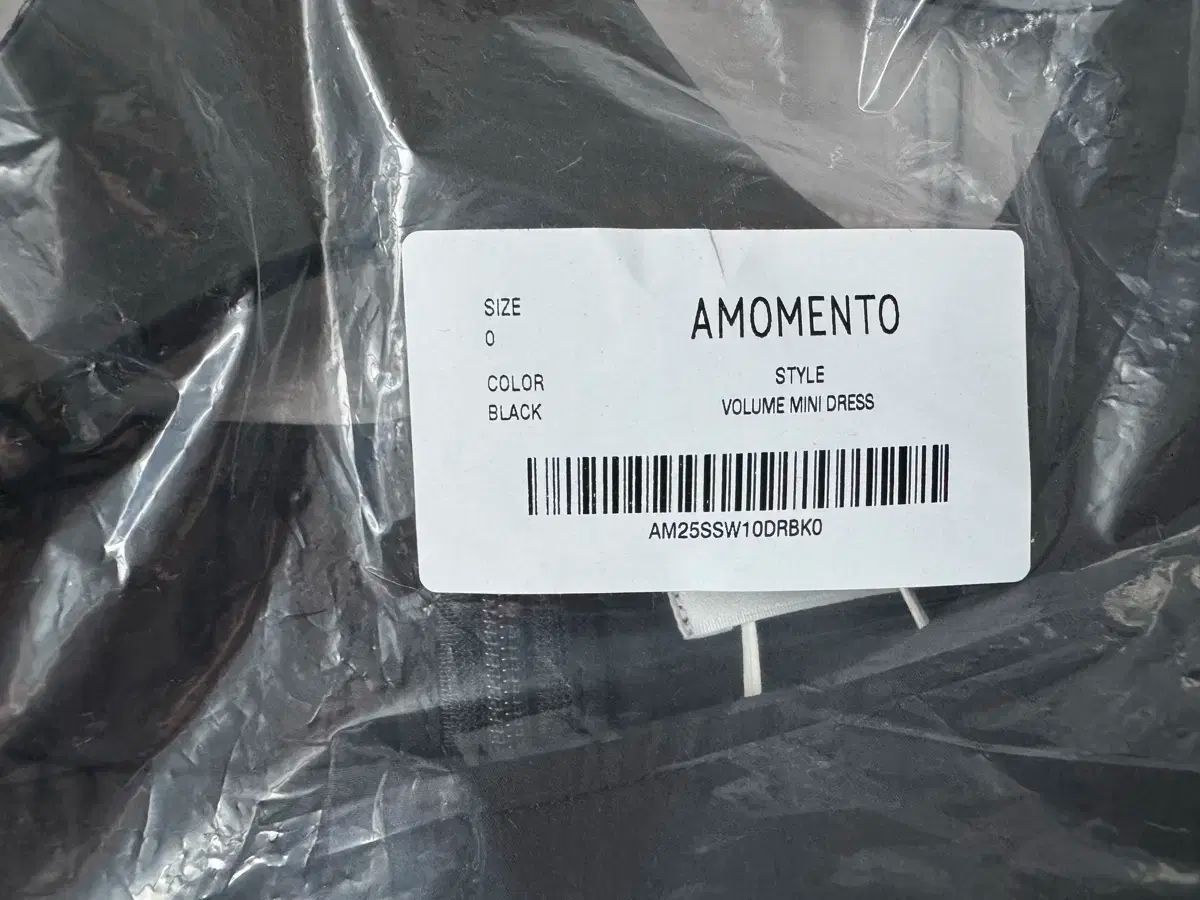 SIZE
0
COLOR
BLACK
AMOMENTO
STYLE
VOLUME MINI DRESS
AM25SSW10DRBK0